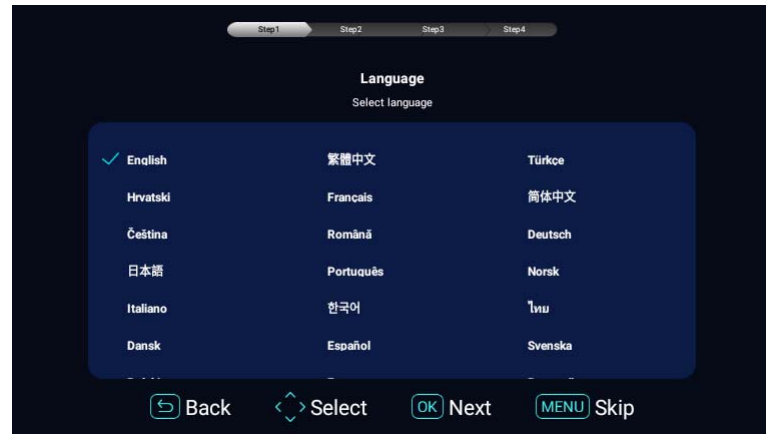 Step1 Step2 Step3 Step4
Language
Select language
English 繁體中文 Türkçe
Hrvatski Français 简体中文
Čeština Română Deutsch
日本語 Português Norsk
Italiano 한국어 ไทย
Dansk Español Svenska
Back Select OK Next MENU Skip